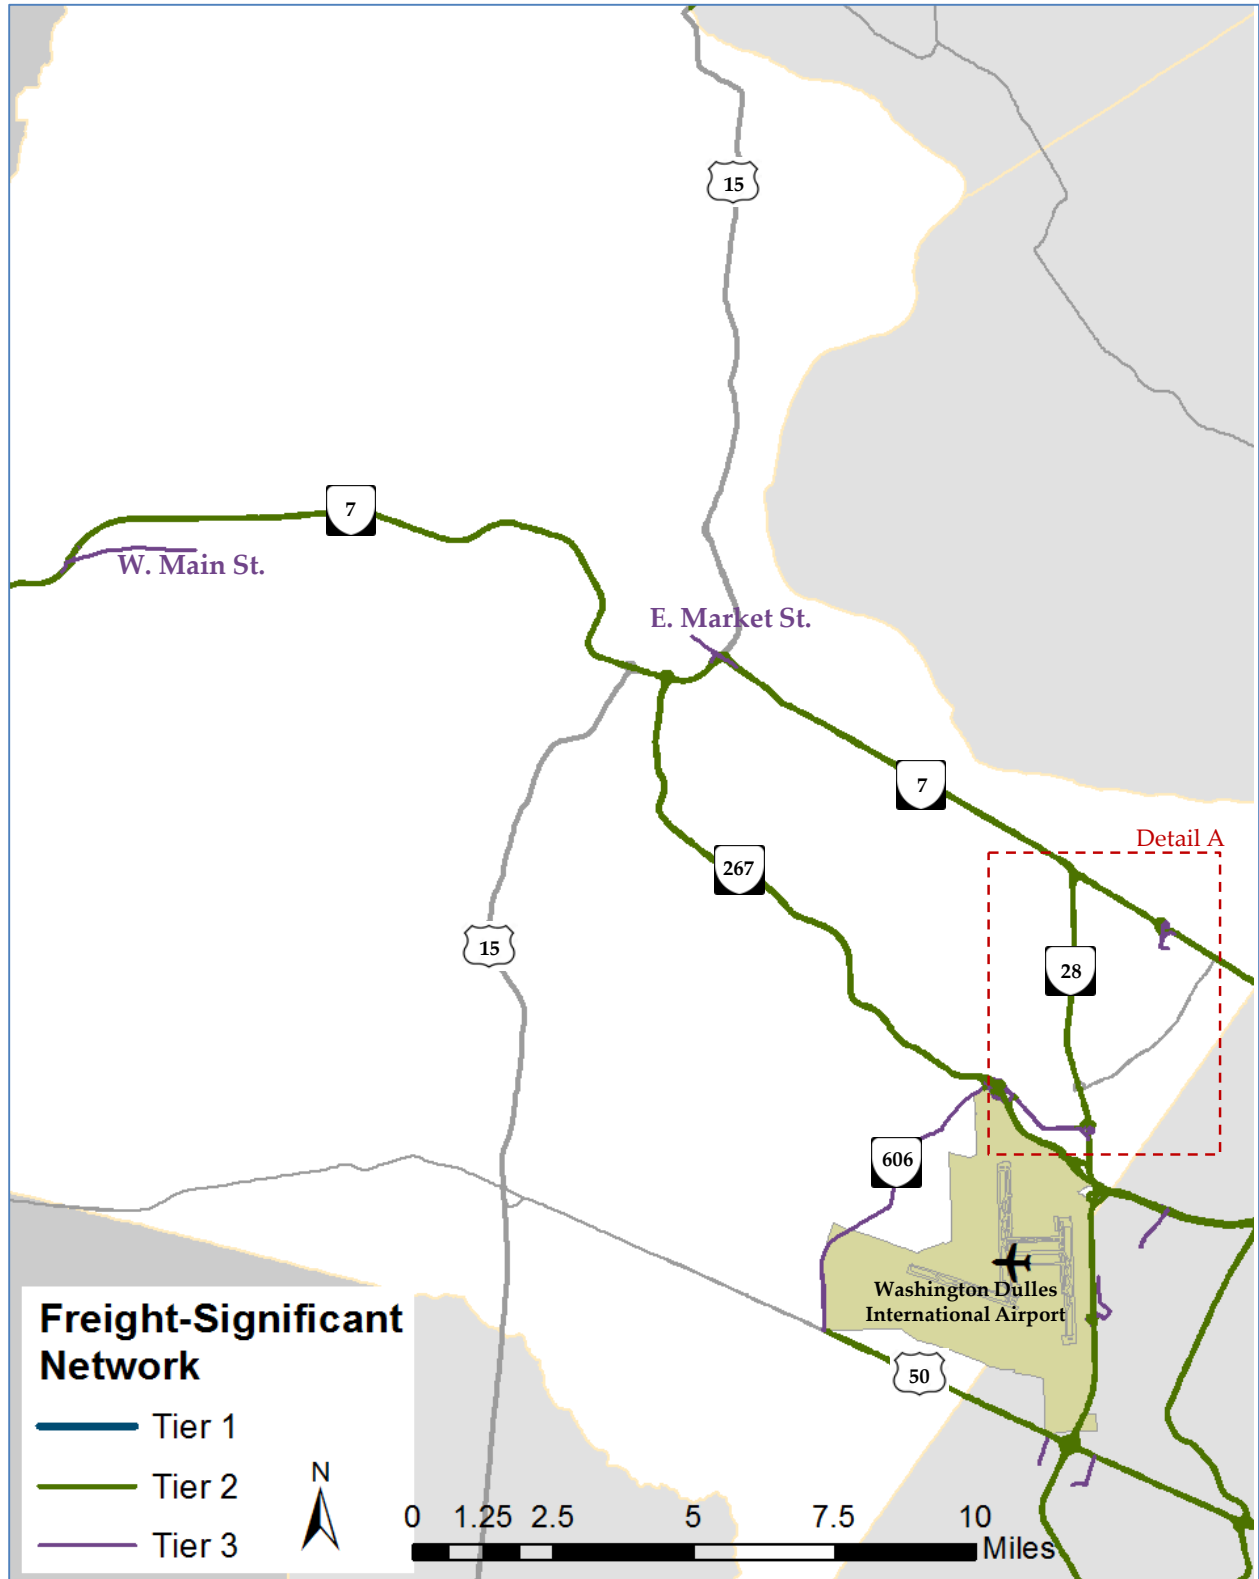 15
7
W. Main St.
E. Market St.
7
Detail A
267
15
28
606
Washington Dulles
International Airport
50
Freight-Significant
Network
Tier 1
Tier 2
Tier 3
N
0 1.25 2.5 5 7.5 10
Miles